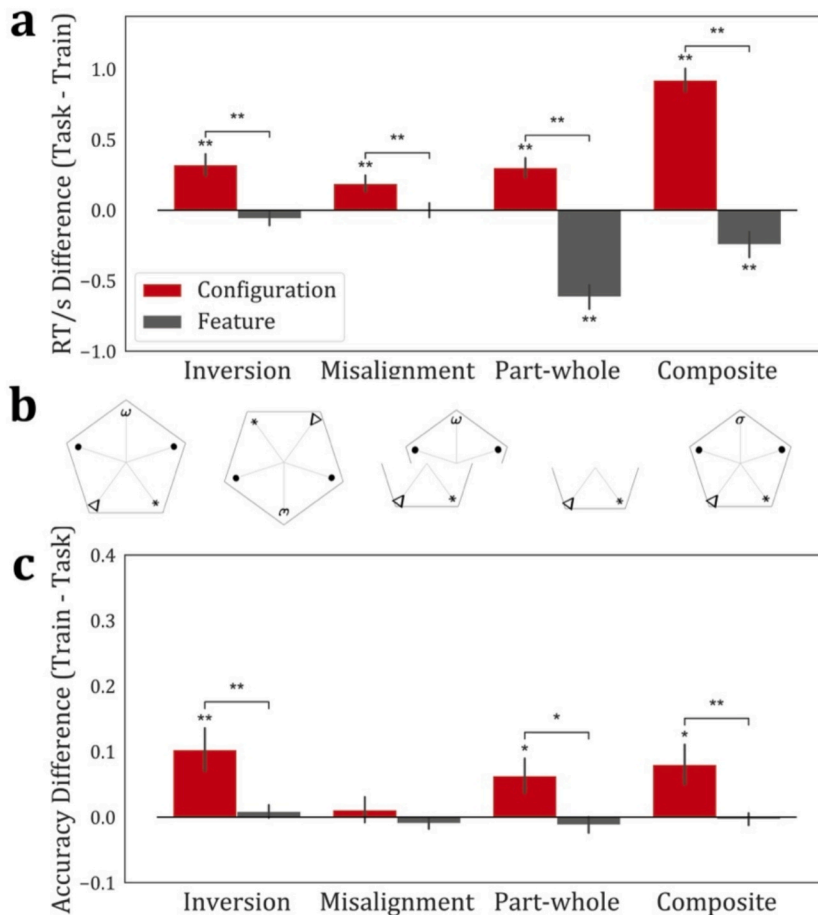 a
RT/s Difference (Task - Train)
1.0
0.5
0.0
−0.5
−1.0
**
**
**
**
**
**
**
**
**
**
**
Configuration
Feature
Inversion Misalignment Part-whole Composite
b
ω
*
△
●
●
△
*
ω
σ
c
Accuracy Difference (Train - Task)
0.4
0.3
0.2
0.1
0.0
−0.1
**
**
*
*
**
*
Inversion Misalignment Part-whole Composite